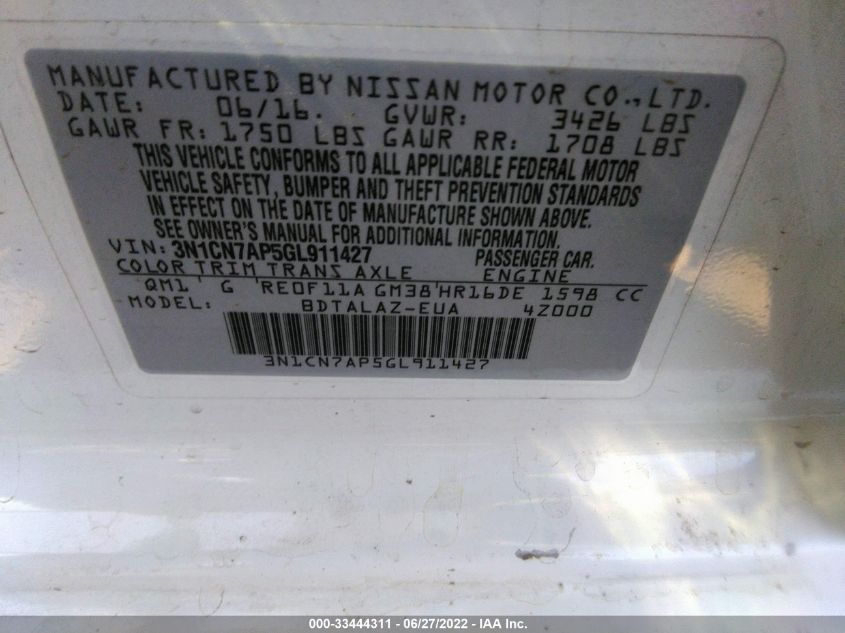 MANUFACTURED BY NISSAN MOTOR CO.,LTD.
DATE: 06/16. GVWR: 3426 LBS
GAWR FR: 1750 LBS GAWR RR: 1708 LBS
THIS VEHICLE CONFORMS TO ALL APPLICABLE FEDERAL MOTOR
VEHICLE SAFETY, BUMPER AND THEFT PREVENTION STANDARDS
IN EFFECT ON THE DATE OF MANUFACTURE SHOWN ABOVE.
SEE OWNER'S MANUAL FOR ADDITIONAL INFORMATION.
VIN: 3N1CN7AP5GL911427 PASSENGER CAR.
COLOR TRIM TRANS AXLE ENGINE
QM1 G RE0F11A GM38 HR16DE 1598 CC
MODEL: BDTALAZ-EUA 4Z000
3N1CN7AP5GL911427
000-33444311 - 06/27/2022 - IAA Inc.